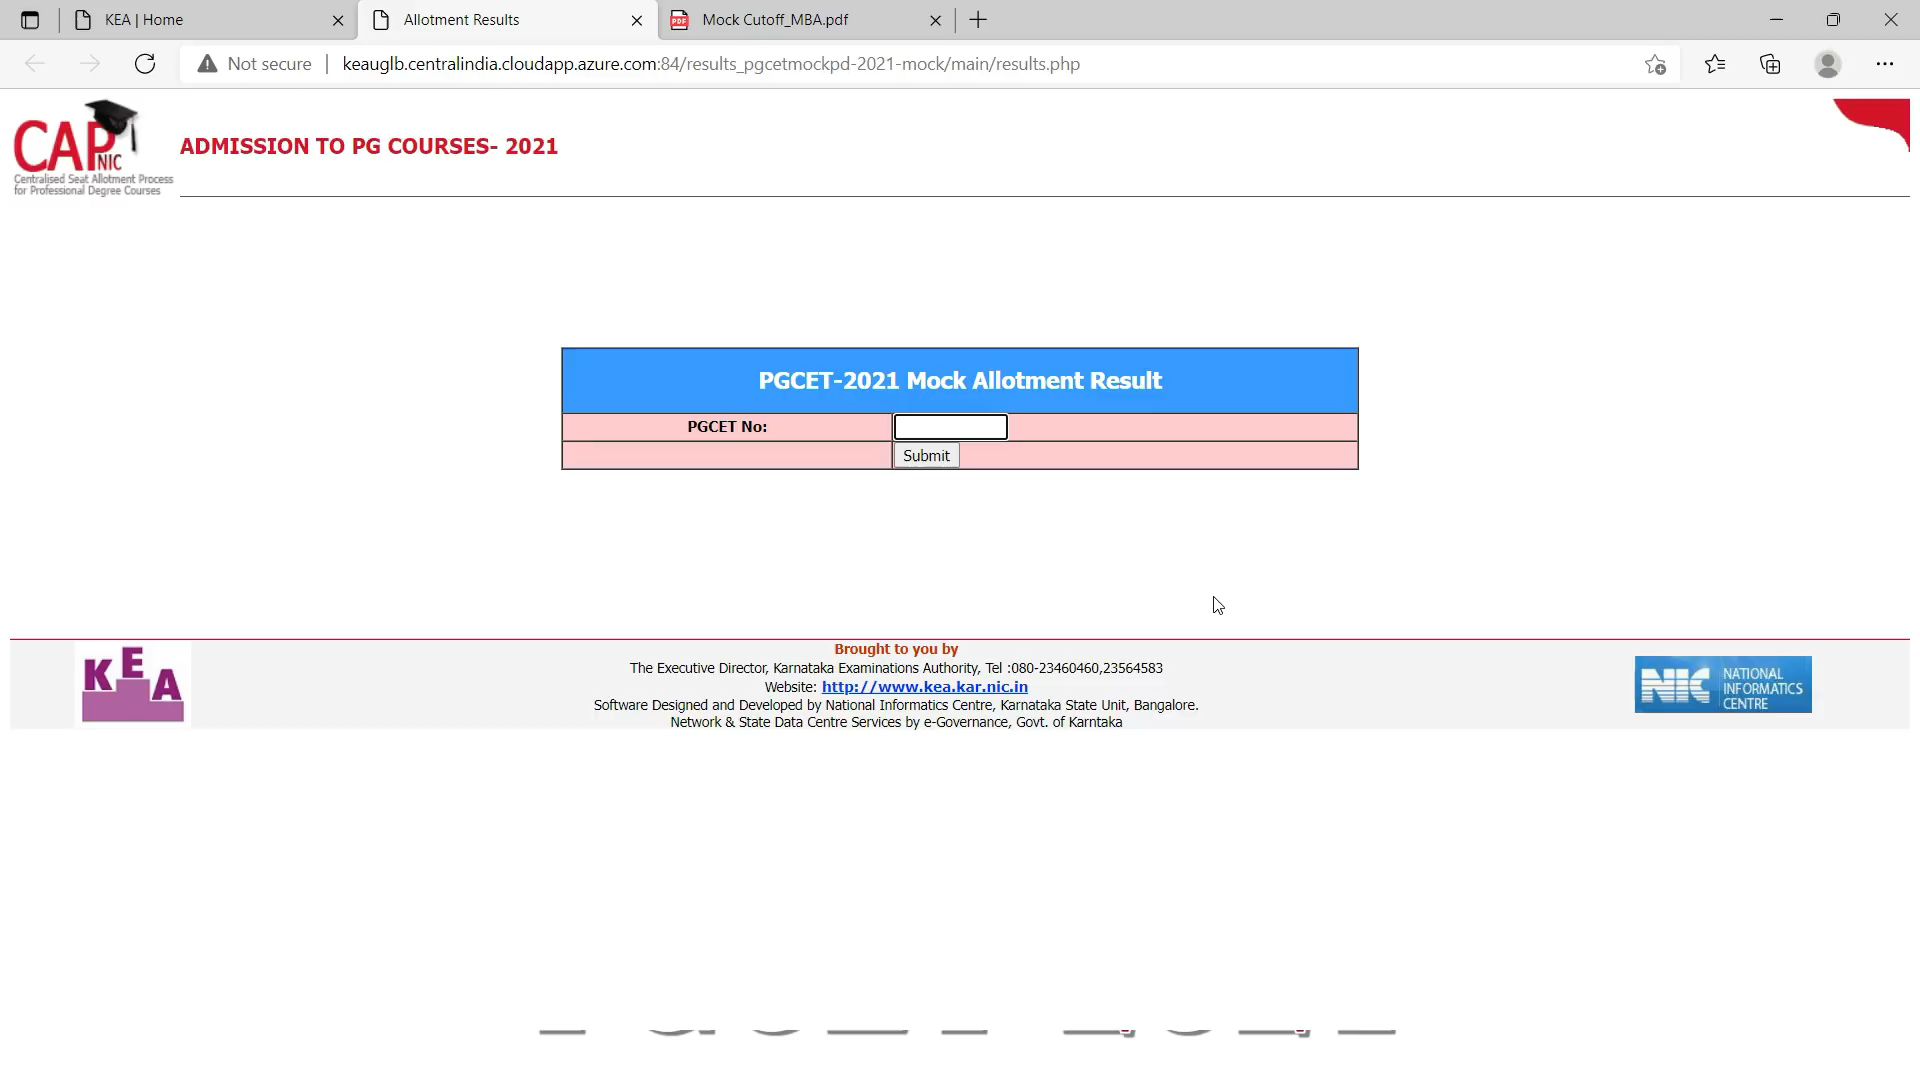 KEA | Home
Allotment Results
Mock Cutoff_MBA.pdf
Not secure
keauglb.centralindia.cloudapp.azure.com:84/results_pgcetmockpd-2021-mock/main/results.php
CAP
NIC
Centralised Seat Allotment Process
for Professional Degree Courses
ADMISSION TO PG COURSES- 2021
PGCET-2021 Mock Allotment Result
PGCET No:
Submit
KEA
Brought to you by
The Executive Director, Karnataka Examinations Authority, Tel :080-23460460,23564583
Website: http://www.kea.kar.nic.in
Software Designed and Developed by National Informatics Centre, Karnataka State Unit, Bangalore.
Network & State Data Centre Services by e-Governance, Govt. of Karntaka
NIC
NATIONAL
INFORMATICS
CENTRE